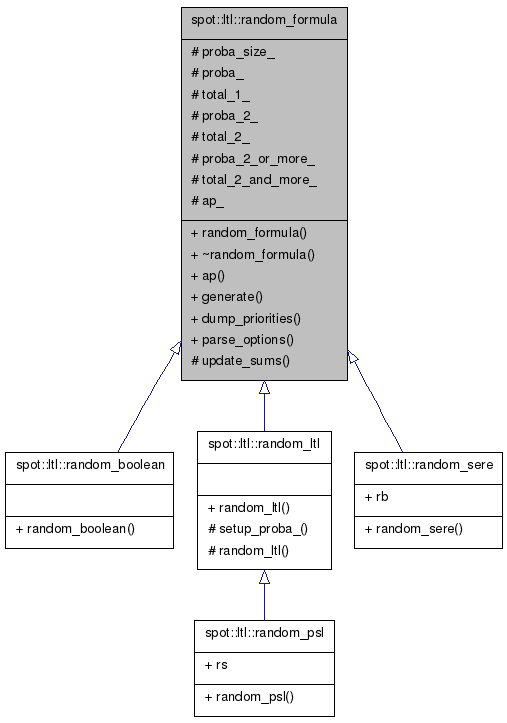 spot::ltl::random_formula
# proba_size_
# proba_
# total_1_
# proba_2_
# total_2_
# proba_2_or_more_
# total_2_and_more_
# ap_
+ random_formula()
+ ~random_formula()
+ ap()
+ generate()
+ dump_priorities()
+ parse_options()
# update_sums()
spot::ltl::random_boolean
+ random_boolean()
spot::ltl::random_ltl
+ random_ltl()
# setup_proba_()
# random_ltl()
spot::ltl::random_sere
+ rb
+ random_sere()
spot::ltl::random_psl
+ rs
+ random_psl()